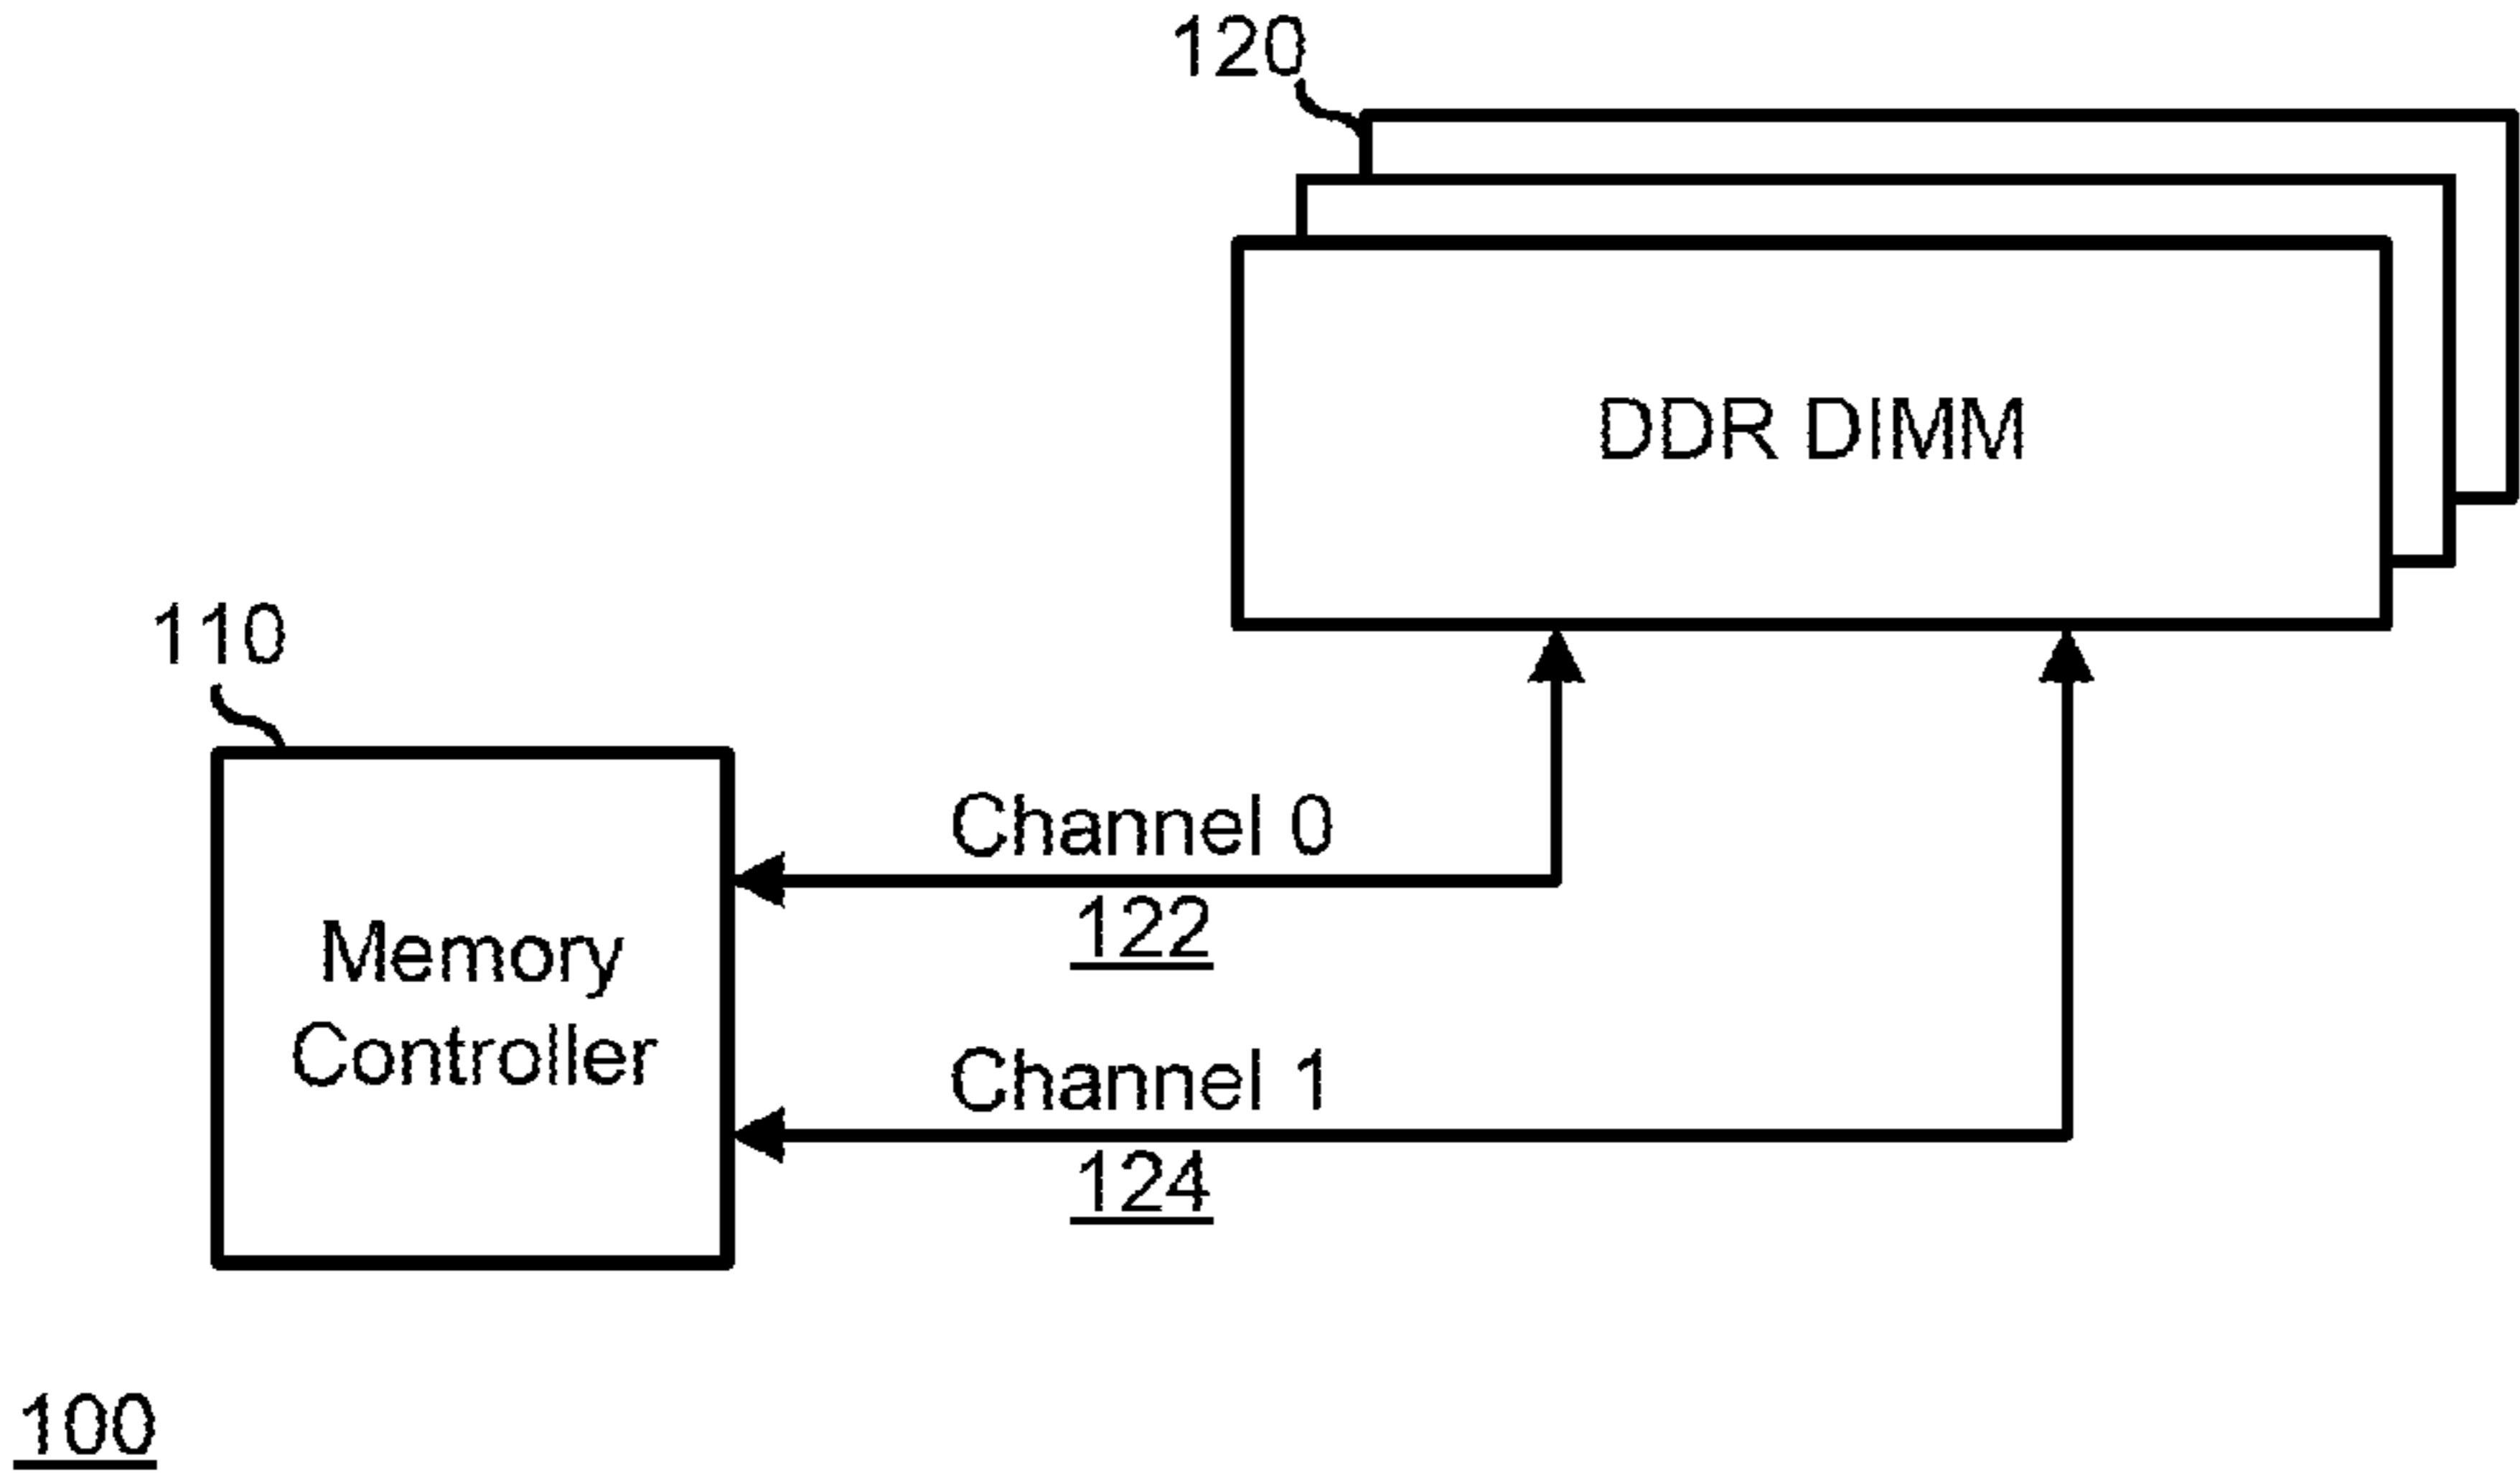 120
DDR DIMM
110
Channel 0
122
Memory
Controller
Channel 1
124
100